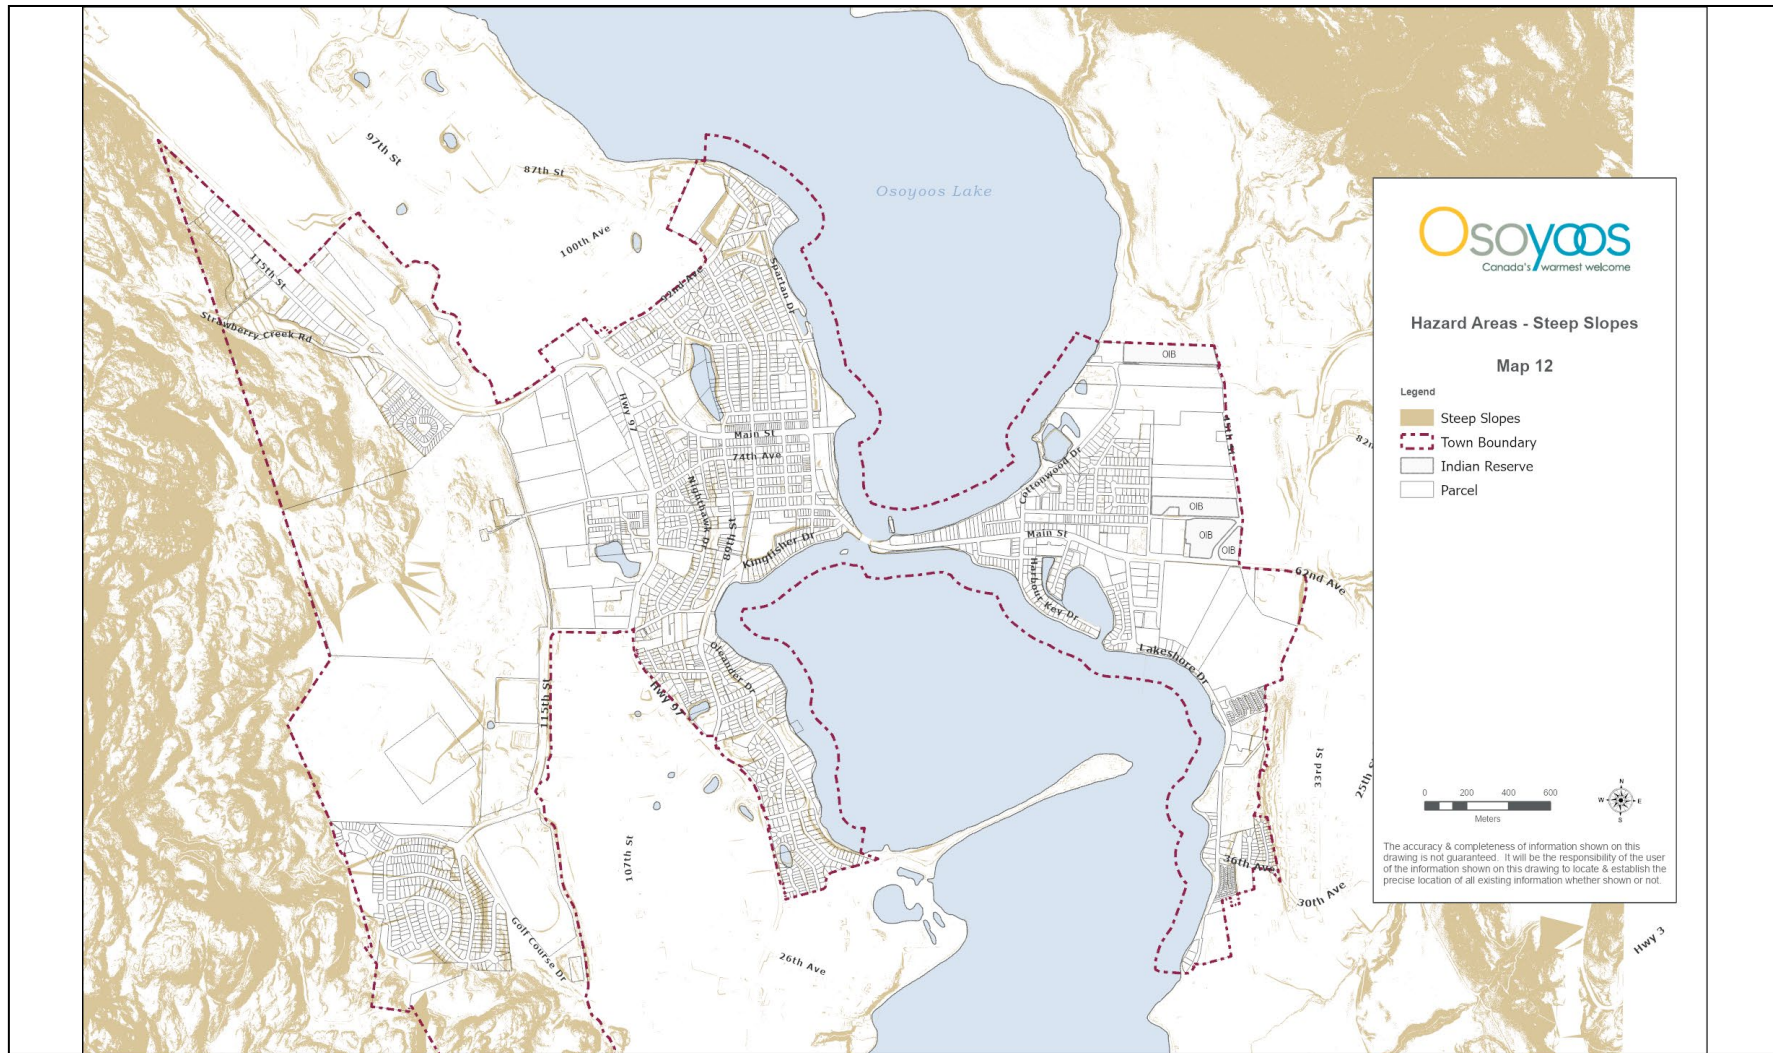 97th St
87th St
Osoyoos Lake
100th Ave
92nd Ave
115th St
Spartan Dr
Strawberry Creek Rd
OIB
Hwy 97
45th St
Main St
74th Ave
Cottonwood Dr
Nighthawk Dr
OIB
89th St
Kingfisher Dr
Main St
OIB
OIB
62nd Ave
Harbour Key Dr
Oleander Dr
Lakeshore Dr
115th St
Hwy 97
33rd St
107th St
36th Ave
30th Ave
Golf Course Dr
26th Ave
Hwy 3
Osoyoos
Canada's warmest welcome
Hazard Areas - Steep Slopes
Map 12
Legend
Steep Slopes
Town Boundary
Indian Reserve
Parcel
0 200 400 600
Meters
N
W E
S
The accuracy & completeness of information shown on this
drawing is not guaranteed. It will be the responsibility of the user
of the information shown on this drawing to locate & establish the
precise location of all existing information whether shown or not.